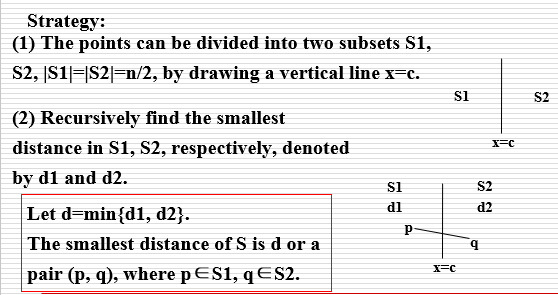 Strategy:
(1) The points can be divided into two subsets S1,
S2, |S1|=|S2|=n/2, by drawing a vertical line x=c.
S1 S2
x=c
(2) Recursively find the smallest
distance in S1, S2, respectively, denoted
by d1 and d2.
Let d=min{d1, d2}.
The smallest distance of S is d or a
pair (p, q), where p∈S1, q∈S2.
S1 S2
d1 d2
p
q
x=c